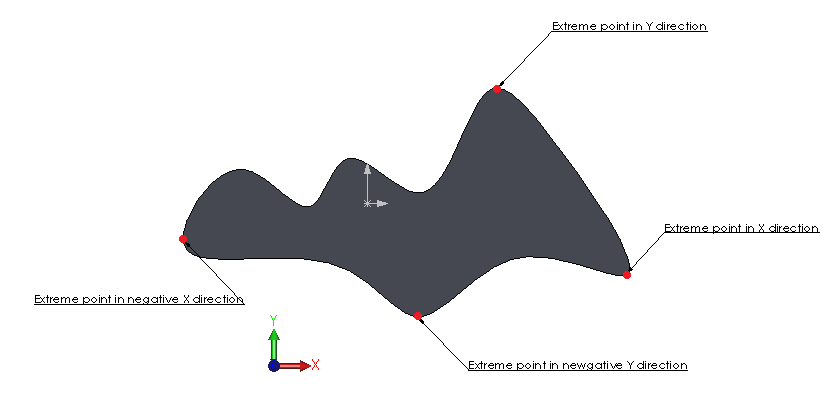 Extreme point in Y direction
Extreme point in X direction
Extreme point in negative X direction
Y
X
Extreme point in newgative Y direction